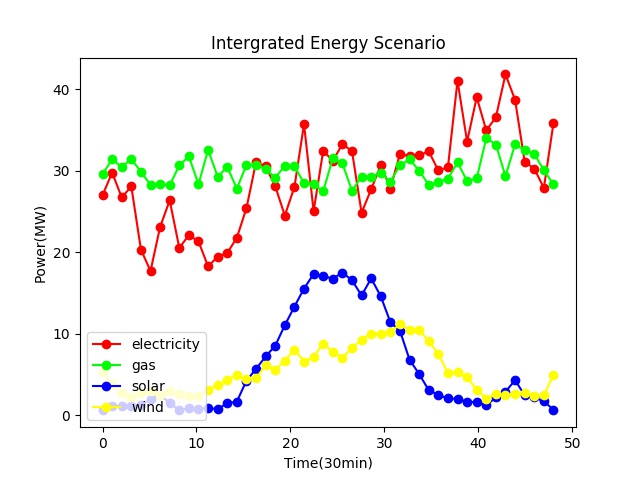 Intergrated Energy Scenario
Power(MW)
40
30
20
10
0
electricity
gas
solar
wind
0 10 20 30 40 50
Time(30min)